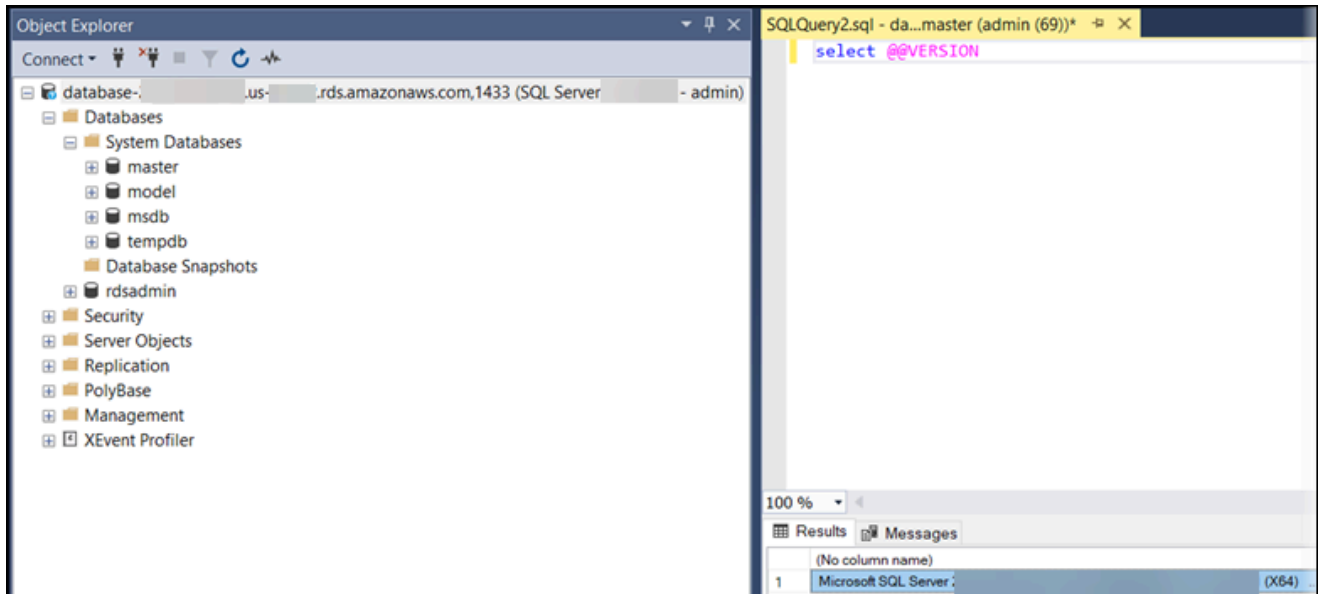 Object Explorer
Connect
database-. .us- .rds.amazonaws.com,1433 (SQL Server - admin)
Databases
System Databases
master
model
msdb
tempdb
Database Snapshots
rdsadmin
Security
Server Objects
Replication
PolyBase
Management
XEvent Profiler
SQLQuery2.sql - da...master (admin (69))*
select @@VERSION
100 %
Results Messages
(No column name)
1 Microsoft SQL Server (X64) ...